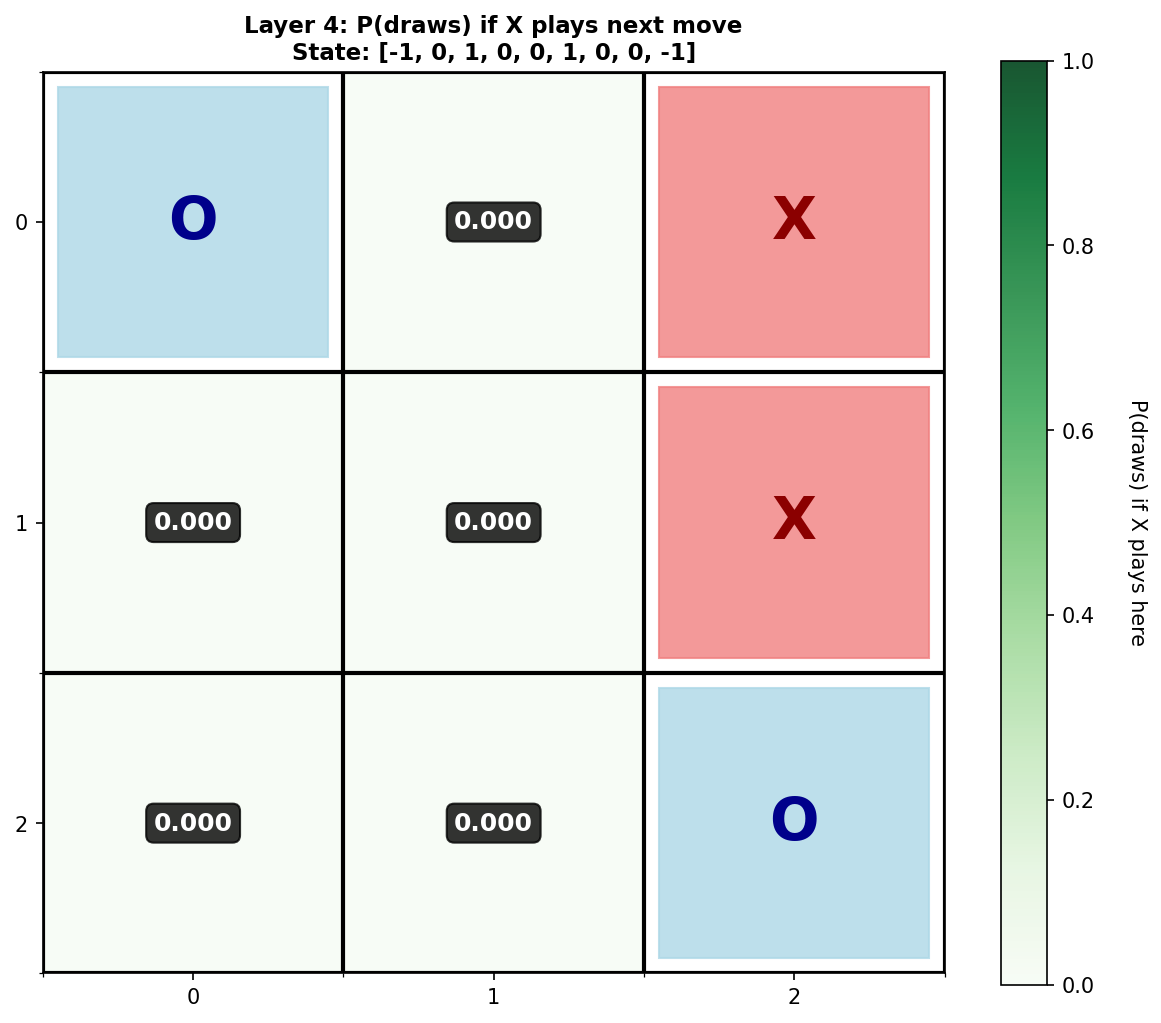 Layer 4: P(draws) if X plays next move
State: [-1, 0, 1, 0, 0, 1, 0, 0, -1]
O
0.000
X
0.000
0.000
X
0.000
0.000
O
0
1
2
0
1
2
1.0
0.8
0.6
0.4
0.2
0.0
P(draws) if X plays here